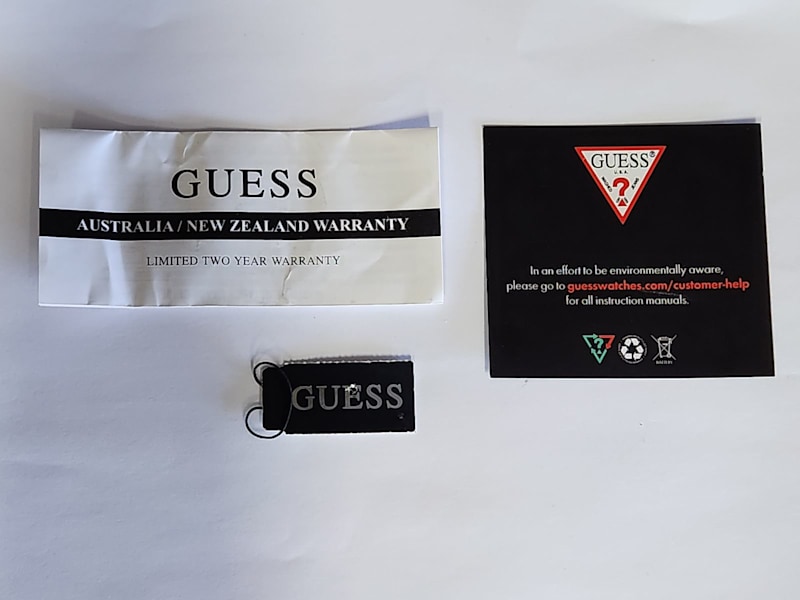 GUESS
AUSTRALIA / NEW ZEALAND WARRANTY
LIMITED TWO YEAR WARRANTY
GUESS®
U.S.A.
?
In an effort to be environmentally aware,
please go to guesswatches.com/customer-help
for all instruction manuals.
?
BATTERY
GUESS